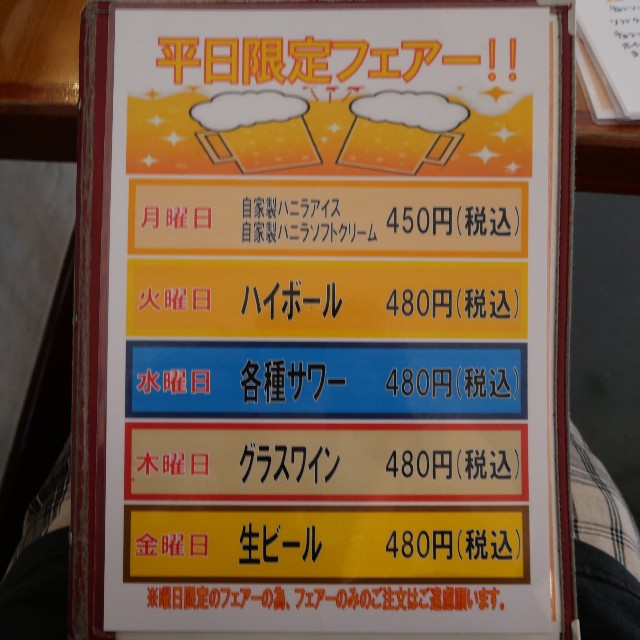 平日限定フェアー!!
月曜日
自家製バニラアイス
自家製バニラソフトクリーム
450円(税込)
火曜日 ハイボール 480円(税込)
水曜日 各種サワー 480円(税込)
木曜日 グラスワイン 480円(税込)
金曜日 生ビール 480円(税込)
※曜日限定のフェアーの為、フェアーのみのご注文はご遠慮願います.